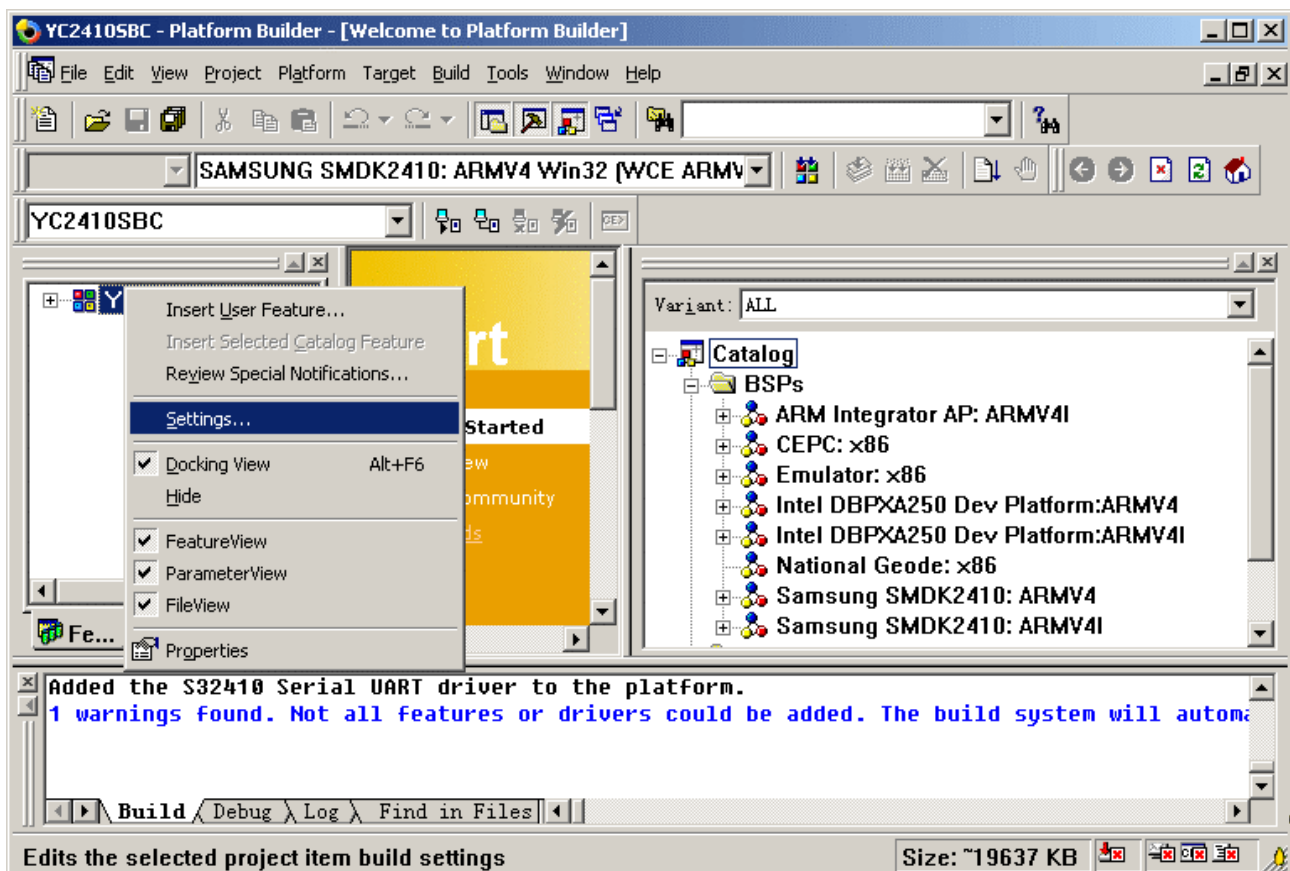 YC2410SBC - Platform Builder - [Welcome to Platform Builder]
File Edit View Project Platform Target Build Tools Window Help
SAMSUNG SMDK2410: ARMV4 Win32 (WCE ARMV
YC2410SBC
Y
Insert User Feature...
Insert Selected Catalog Feature
Review Special Notifications...
Settings...
Docking View Alt+F6
Hide
FeatureView
ParameterView
FileView
Properties
Fe...
rt
Started
ew
ommunity
ds
Variant: ALL
Catalog
BSPs
ARM Integrator AP: ARMV4I
CEPC: x86
Emulator: x86
Intel DBPXA250 Dev Platform:ARMV4
Intel DBPXA250 Dev Platform:ARMV4I
National Geode: x86
Samsung SMDK2410: ARMV4
Samsung SMDK2410: ARMV4I
Added the S32410 Serial UART driver to the platform.
1 warnings found. Not all features or drivers could be added. The build system will automa
Build Debug Log Find in Files
Edits the selected project item build settings
Size: ~19637 KB